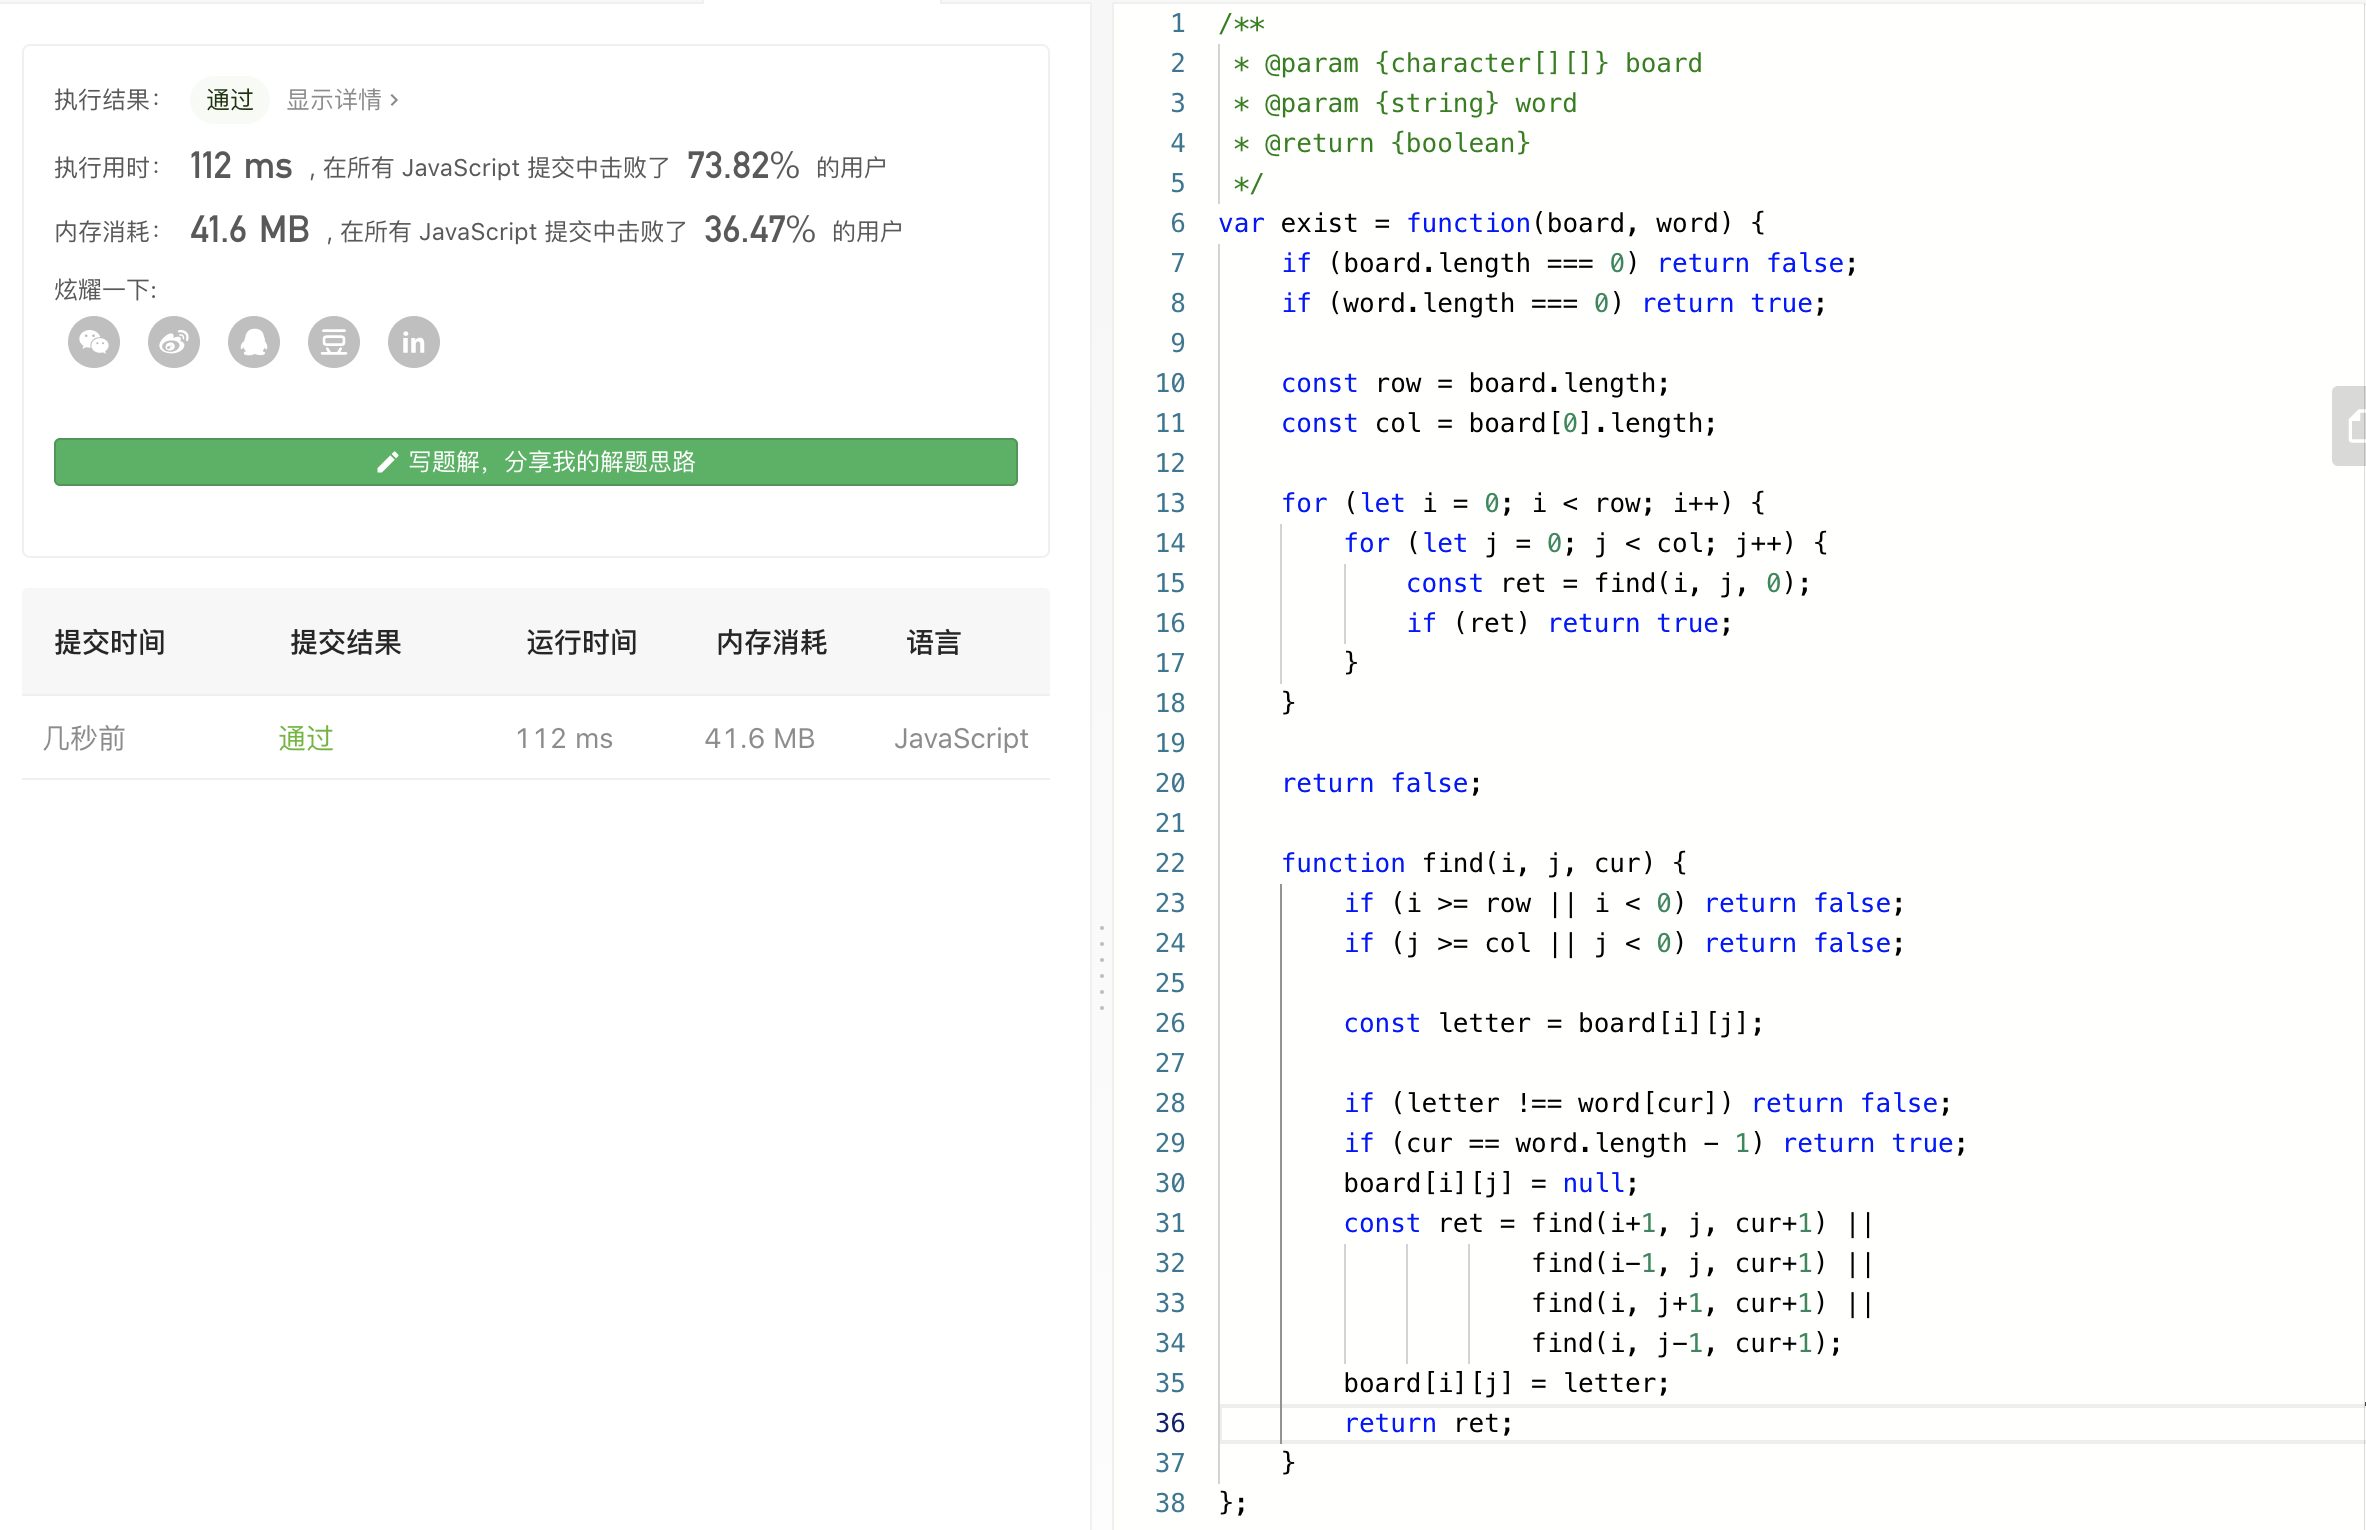 执行结果： 通过 显示详情 ›
执行用时： 112 ms , 在所有 JavaScript 提交中击败了 73.82% 的用户
内存消耗： 41.6 MB , 在所有 JavaScript 提交中击败了 36.47% 的用户
炫耀一下:
in
写题解，分享我的解题思路
提交时间 提交结果 运行时间 内存消耗 语言
几秒前 通过 112 ms 41.6 MB JavaScript
1 /**
2  * @param {character[][]} board
3  * @param {string} word
4  * @return {boolean}
5  */
6 var exist = function(board, word) {
7     if (board.length === 0) return false;
8     if (word.length === 0) return true;
9
10     const row = board.length;
11     const col = board[0].length;
12
13     for (let i = 0; i < row; i++) {
14         for (let j = 0; j < col; j++) {
15             const ret = find(i, j, 0);
16             if (ret) return true;
17         }
18     }
19
20     return false;
21
22     function find(i, j, cur) {
23         if (i >= row || i < 0) return false;
24         if (j >= col || j < 0) return false;
25
26         const letter = board[i][j];
27
28         if (letter !== word[cur]) return false;
29         if (cur == word.length - 1) return true;
30         board[i][j] = null;
31         const ret = find(i+1, j, cur+1) ||
32                     find(i-1, j, cur+1) ||
33                     find(i, j+1, cur+1) ||
34                     find(i, j-1, cur+1);
35         board[i][j] = letter;
36         return ret;
37     }
38 };